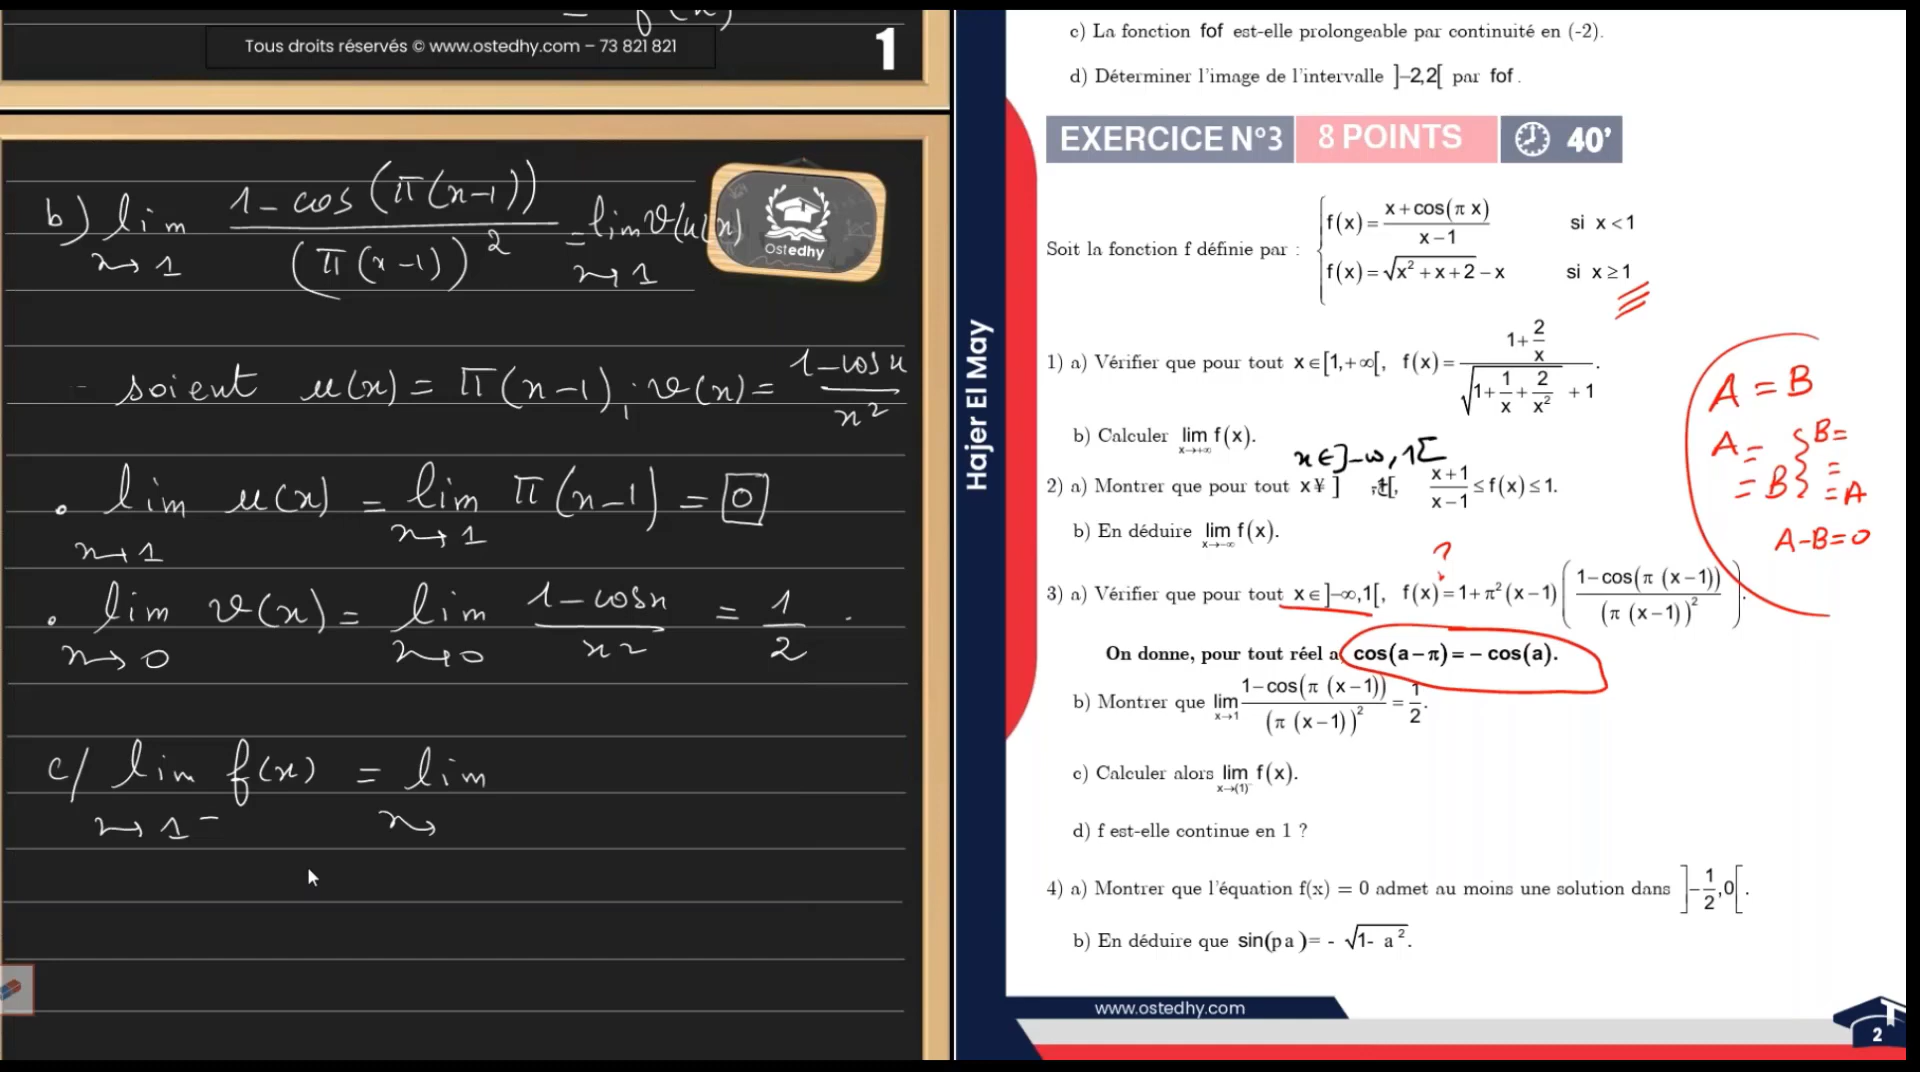 Tous droits réservés © www.ostedhy.com – 73 821 821
1
b) lim x→1 1 - cos (π(x-1)) / (π(x-1))² = lim x→1 v(u(x))
Ostedhy
soient u(x) = π(x-1) ; v(x) = 1-cos x / x²
• lim x→1 u(x) = lim x→1 π(x-1) = 0
• lim x→0 v(x) = lim x→0 1-cos x / x² = 1/2 .
c/ lim x→1⁻ f(x) = lim x→
Hajer El May
c) La fonction fof est-elle prolongeable par continuité en (-2).
d) Déterminer l'image de l'intervalle ]–2,2[ par fof .
EXERCICE N°3 8 POINTS 40'
Soit la fonction f définie par :
f(x) = x+cos(π x) / x−1 si x < 1
f(x) = √(x² + x + 2) − x si x ≥ 1
1) a) Vérifier que pour tout x∈[1,+∞[, f(x) = (1+ 2/x) / (√(1+ 1/x + 2/x²) + 1) .
b) Calculer lim x→+∞ f(x).
x∈]-∞,1[
2) a) Montrer que pour tout x¥ ] ,1[, x+1 / x−1 ≤ f(x) ≤ 1.
b) En déduire lim x→−∞ f(x).
?
3) a) Vérifier que pour tout x∈]−∞,1[, f(x) = 1+ π²(x−1) ( 1−cos(π (x−1)) / (π (x−1))² ) .
On donne, pour tout réel a cos(a−π) = − cos(a).
b) Montrer que lim x→1 1−cos(π (x−1)) / (π (x−1))² = 1/2 .
c) Calculer alors lim x→(1)⁻ f(x).
d) f est-elle continue en 1 ?
4) a) Montrer que l'équation f(x) = 0 admet au moins une solution dans ]−1/2 ,0[ .
b) En déduire que sin(pa)= - √(1- a²).
A = B
A = B =
= B =
= A
A-B=0
www.ostedhy.com
2